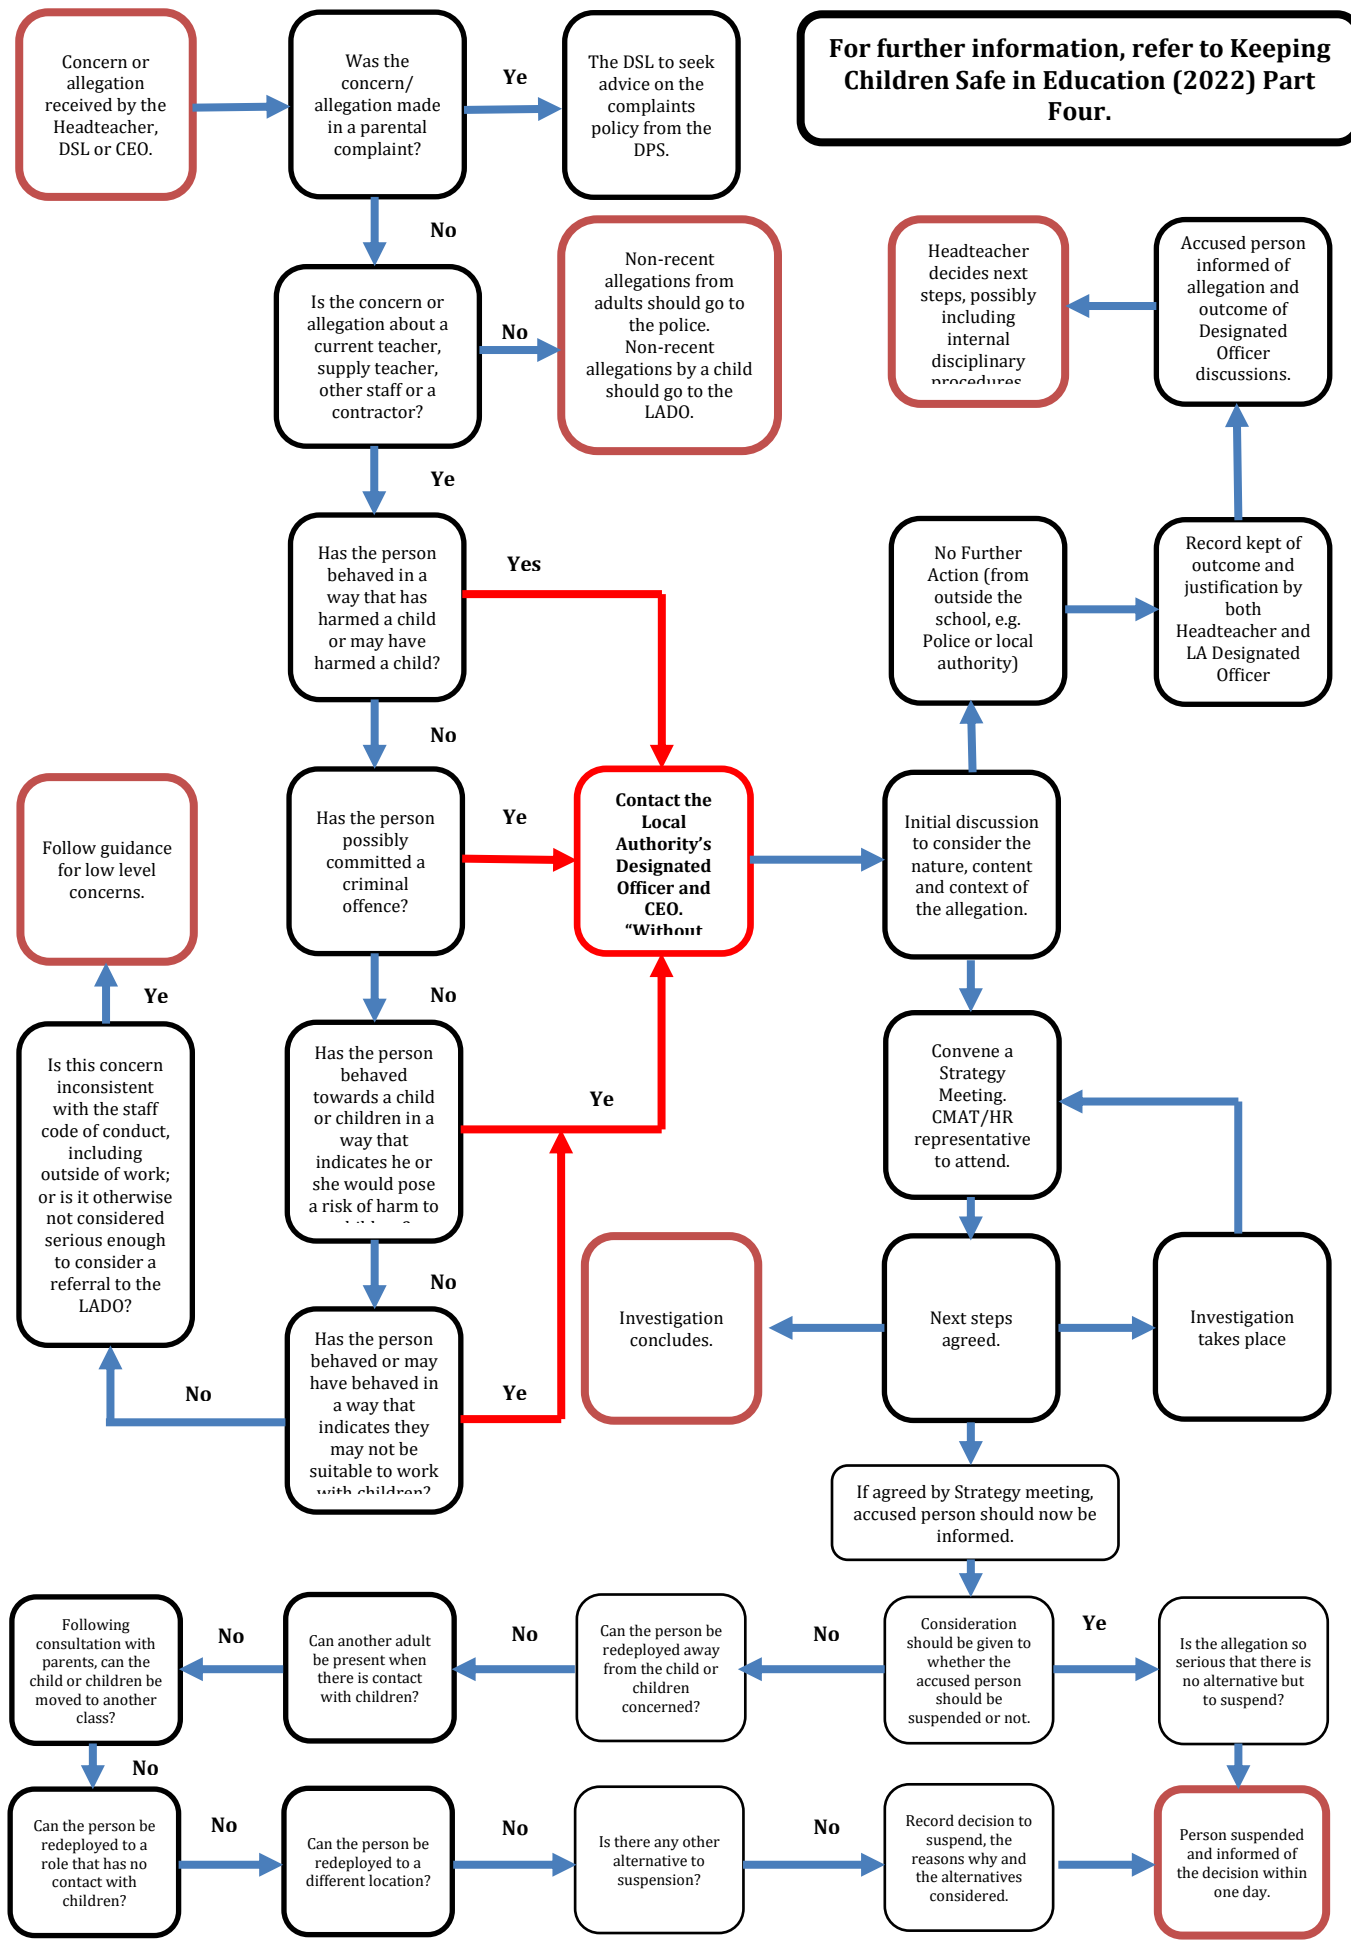 Concern or
allegation
received by the
Headteacher,
DSL or CEO.
Was the
concern/
allegation made
in a parental
complaint?
Ye
The DSL to seek
advice on the
complaints
policy from the
DPS.
For further information, refer to Keeping
Children Safe in Education (2022) Part
Four.
No
Is the concern or
allegation about a
current teacher,
supply teacher,
other staff or a
contractor?
No
Non-recent
allegations from
adults should go to
the police.
Non-recent
allegations by a child
should go to the
LADO.
Headteacher
decides next
steps, possibly
including
internal
disciplinary
procedures
Accused person
informed of
allegation and
outcome of
Designated
Officer
discussions.
Ye
Has the person
behaved in a
way that has
harmed a child
or may have
harmed a child?
Yes
No Further
Action (from
outside the
school, e.g.
Police or local
authority)
Record kept of
outcome and
justification by
both
Headteacher and
LA Designated
Officer
No
Follow guidance
for low level
concerns.
Has the person
possibly
committed a
criminal
offence?
Ye
Contact the
Local
Authority's
Designated
Officer and
CEO.
“Without
Initial discussion
to consider the
nature, content
and context of
the allegation.
Ye
No
Is this concern
inconsistent
with the staff
code of conduct,
including
outside of work;
or is it otherwise
not considered
serious enough
to consider a
referral to the
LADO?
Has the person
behaved
towards a child
or children in a
way that
indicates he or
she would pose
a risk of harm to
Ye
Convene a
Strategy
Meeting.
CMAT/HR
representative
to attend.
No
No
Has the person
behaved or may
have behaved in
a way that
indicates they
may not be
suitable to work
with children?
Ye
Investigation
concludes.
Next steps
agreed.
Investigation
takes place
If agreed by Strategy meeting,
accused person should now be
informed.
Following
consultation with
parents, can the
child or children be
moved to another
class?
No
Can another adult
be present when
there is contact
with children?
No
Can the person be
redeployed away
from the child or
children
concerned?
No
Consideration
should be given to
whether the
accused person
should be
suspended or not.
Ye
Is the allegation so
serious that there is
no alternative but
to suspend?
No
Can the person be
redeployed to a
role that has no
contact with
children?
No
Can the person be
redeployed to a
different location?
No
Is there any other
alternative to
suspension?
No
Record decision to
suspend, the
reasons why and
the alternatives
considered.
Person suspended
and informed of
the decision within
one day.